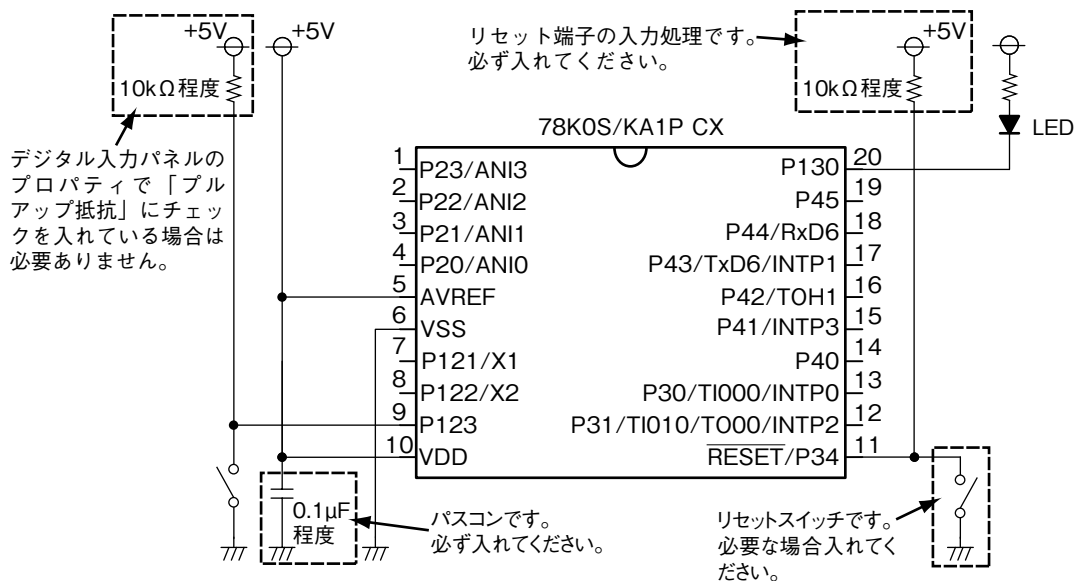 +5V
+5V
10kΩ程度
デジタル入力パネルの
プロパティで「プル
アップ抵抗」にチェッ
クを入れている場合は
必要ありません。
リセット端子の入力処理です。
必ず入れてください。
+5V
10kΩ程度
LED
78K0S/KA1P CX
1 P23/ANI3
2 P22/ANI2
3 P21/ANI1
4 P20/ANI0
5 AVREF
6 VSS
7 P121/X1
8 P122/X2
9 P123
10 VDD
P130 20
P45 19
P44/RxD6 18
P43/TxD6/INTP1 17
P42/TOH1 16
P41/INTP3 15
P40 14
P30/TI000/INTP0 13
P31/TI010/TO00/INTP2 12
RESET/P34 11
0.1μF
程度
パスコンです。
必ず入れてください。
リセットスイッチです。
必要な場合入れてく
ださい。